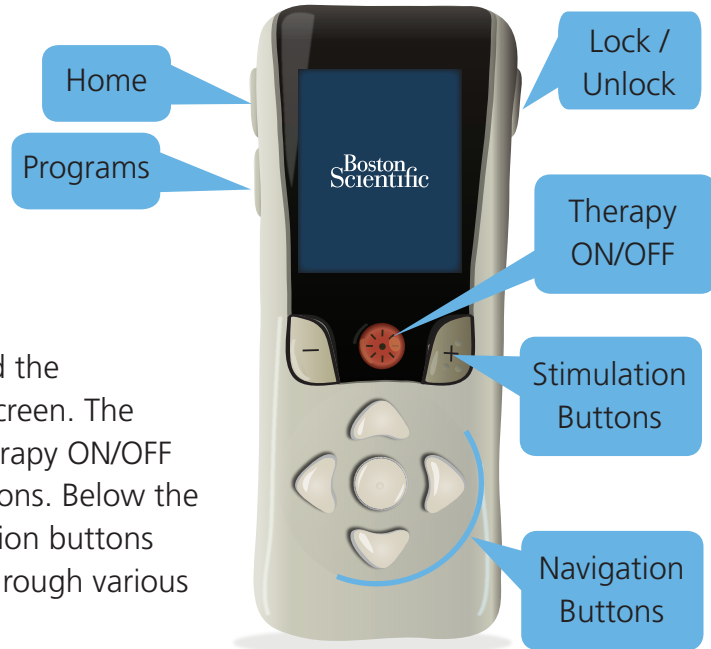 Home
Lock /
Unlock
Programs
Boston
Scientific
Therapy
ON/OFF
−
+
Stimulation
Buttons
Navigation
Buttons
d the
creen. The
rapy ON/OFF
ons. Below the
ion buttons
rough various